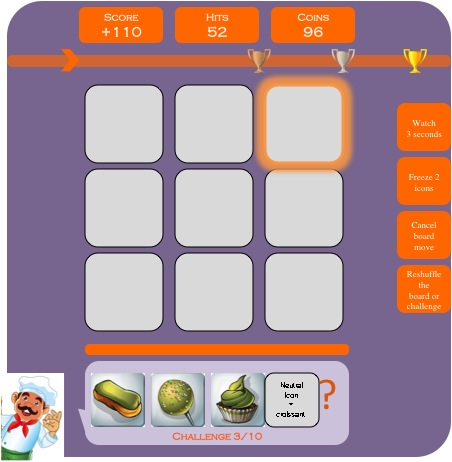 Score
+110
Hits
52
Coins
96
Watch
3 seconds
Freeze 2
icons
Cancel
board
move
Reshuffle
the
board or
challenge
Neutral
Icon
+
croissant
?
Challenge 3/10